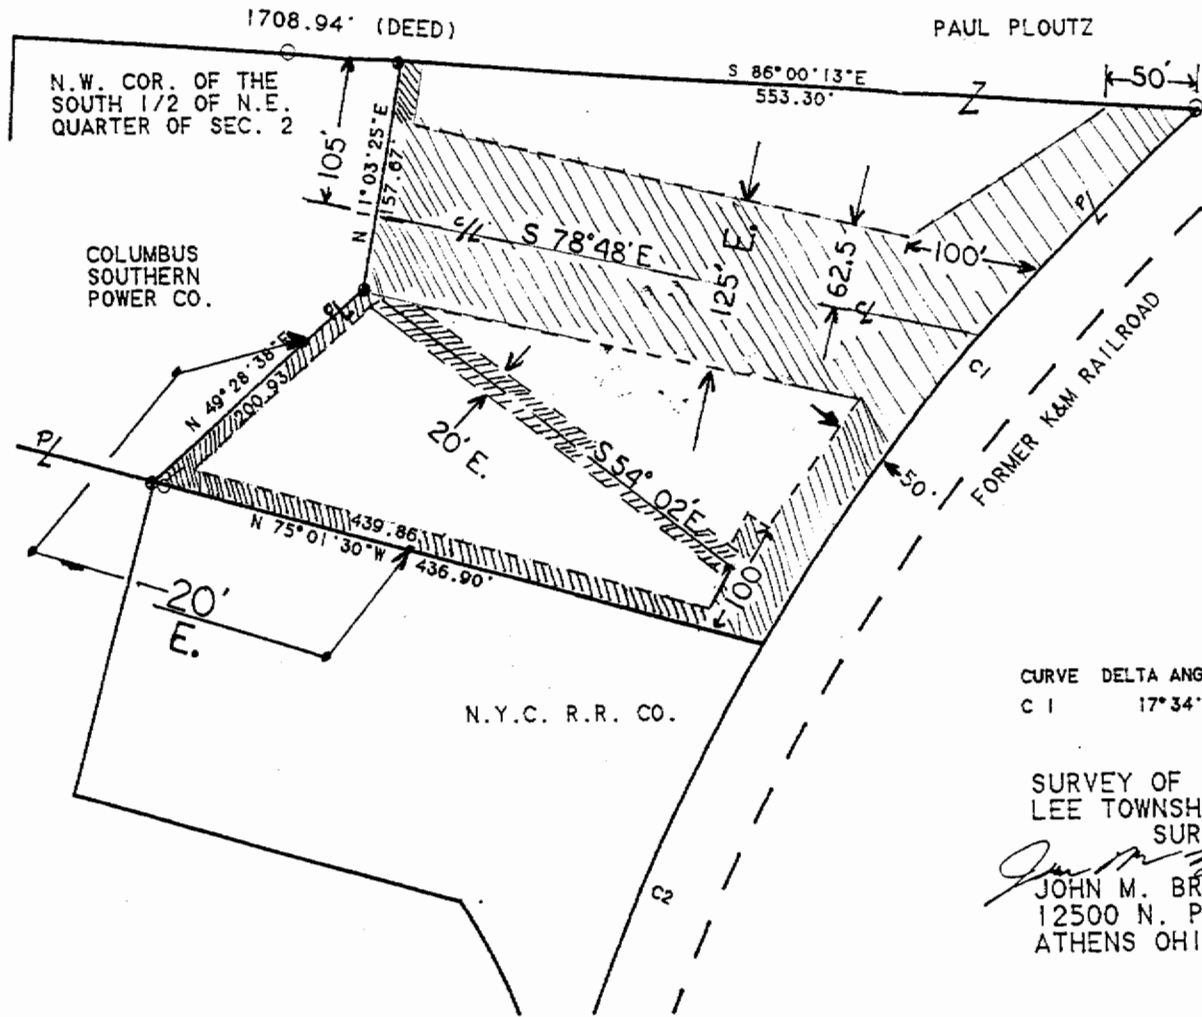 1708.94' (DEED)
PAUL PLOUTZ
N.W. COR. OF THE
SOUTH 1/2 OF N.E.
QUARTER OF SEC. 2
S 86°00'13"E
553.30'
50'
105'
N 11°03'25"E
157.67'
COLUMBUS
SOUTHERN
POWER CO.
C/L
S 78°48'E
125' E.
62.5'
C/L
100'
P/L
C1
FORMER K&M RAILROAD
P/L
N 49°28'38"E
200.93'
P/L
20' E.
S 54° 02'E
50'
100'
439.86'
N 75°01'30"W
436.90'
20'
E.
N.Y.C. R.R. CO.
C2
CURVE DELTA ANG
C 1 17°34'
SURVEY OF
LEE TOWNSH
SUR
JOHN M. BR
12500 N. P
ATHENS OHI